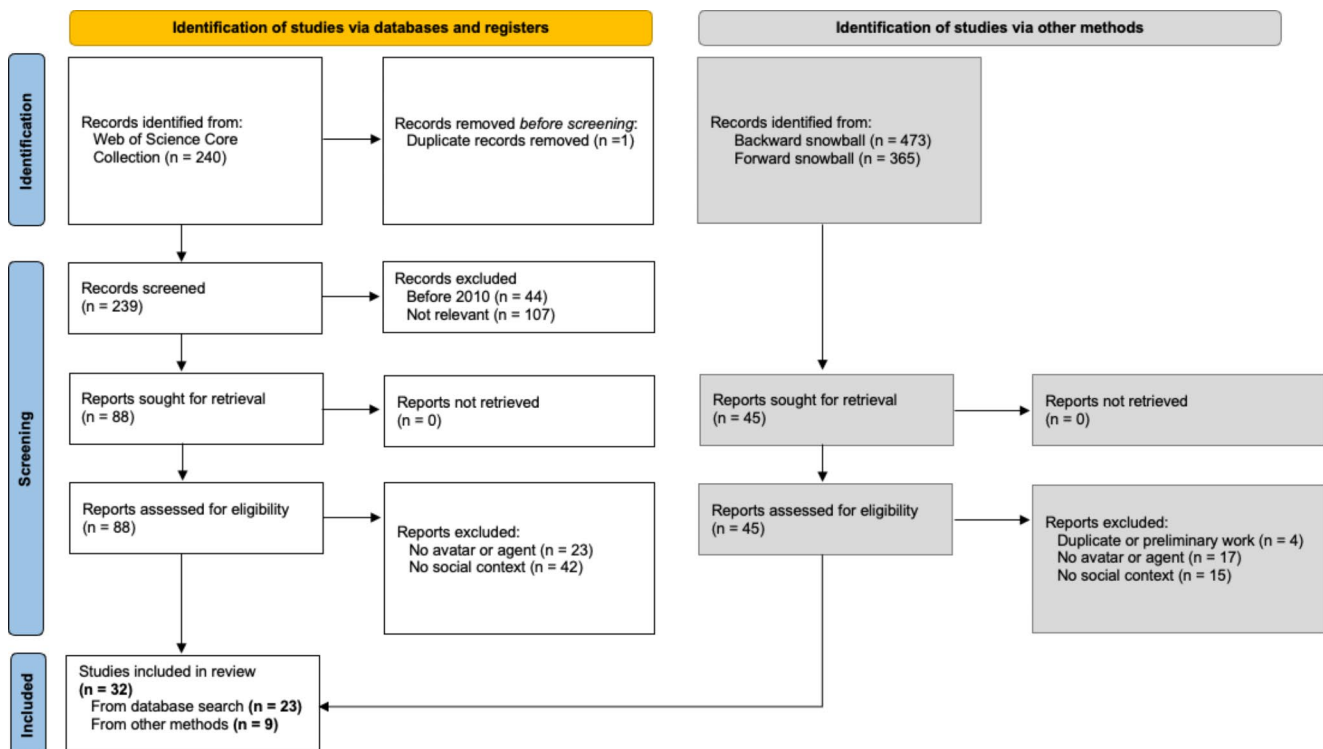 Identification of studies via databases and registers
Identification of studies via other methods
Identification
Records identified from:
Web of Science Core
Collection (n = 240)
Records removed before screening:
Duplicate records removed (n =1)
Records identified from:
Backward snowball (n = 473)
Forward snowball (n = 365)
Screening
Records screened
(n = 239)
Records excluded
Before 2010 (n = 44)
Not relevant (n = 107)
Reports sought for retrieval
(n = 88)
Reports not retrieved
(n = 0)
Reports sought for retrieval
(n = 45)
Reports not retrieved
(n = 0)
Reports assessed for eligibility
(n = 88)
Reports excluded:
No avatar or agent (n = 23)
No social context (n = 42)
Reports assessed for eligibility
(n = 45)
Reports excluded:
Duplicate or preliminary work (n = 4)
No avatar or agent (n = 17)
No social context (n = 15)
Included
Studies included in review
(n = 32)
From database search (n = 23)
From other methods (n = 9)